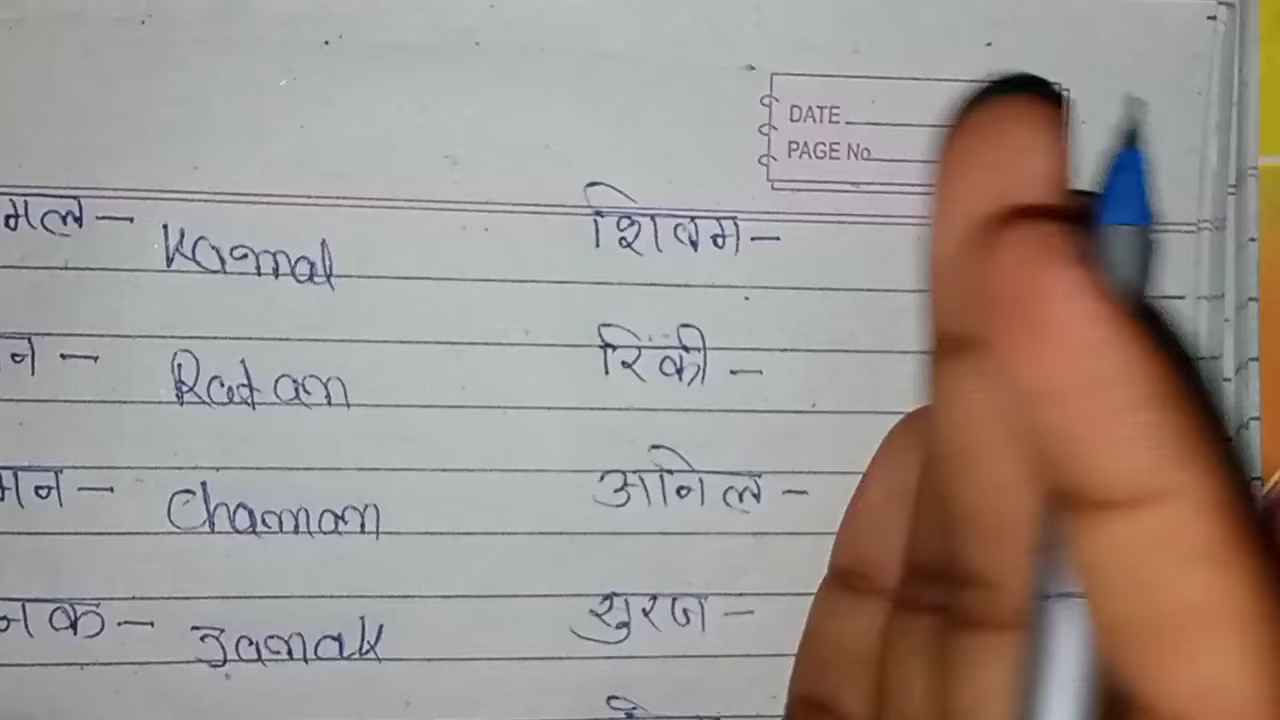 DATE
PAGE No
मल - Kamal शिवम -
न - Ratan रिंकी -
मन - Chaman अनिल -
नक - Janak सुरज -